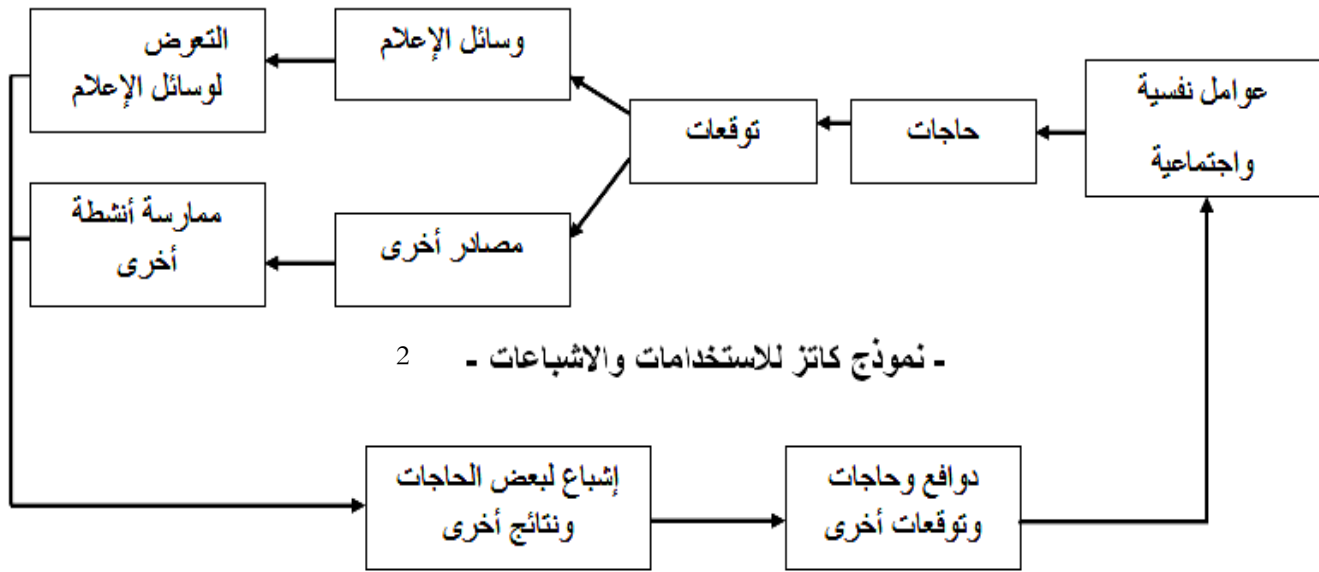 عوامل نفسية
واجتماعية
حاجات
توقعات
وسائل الإعلام
التعرض
لوسائل الإعلام
مصادر أخرى
ممارسة أنشطة
أخرى
- نموذج كاتز للاستخدامات والاشباعات - 2
إشباع لبعض الحاجات
ونتائج أخرى
دوافع وحاجات
وتوقعات أخرى